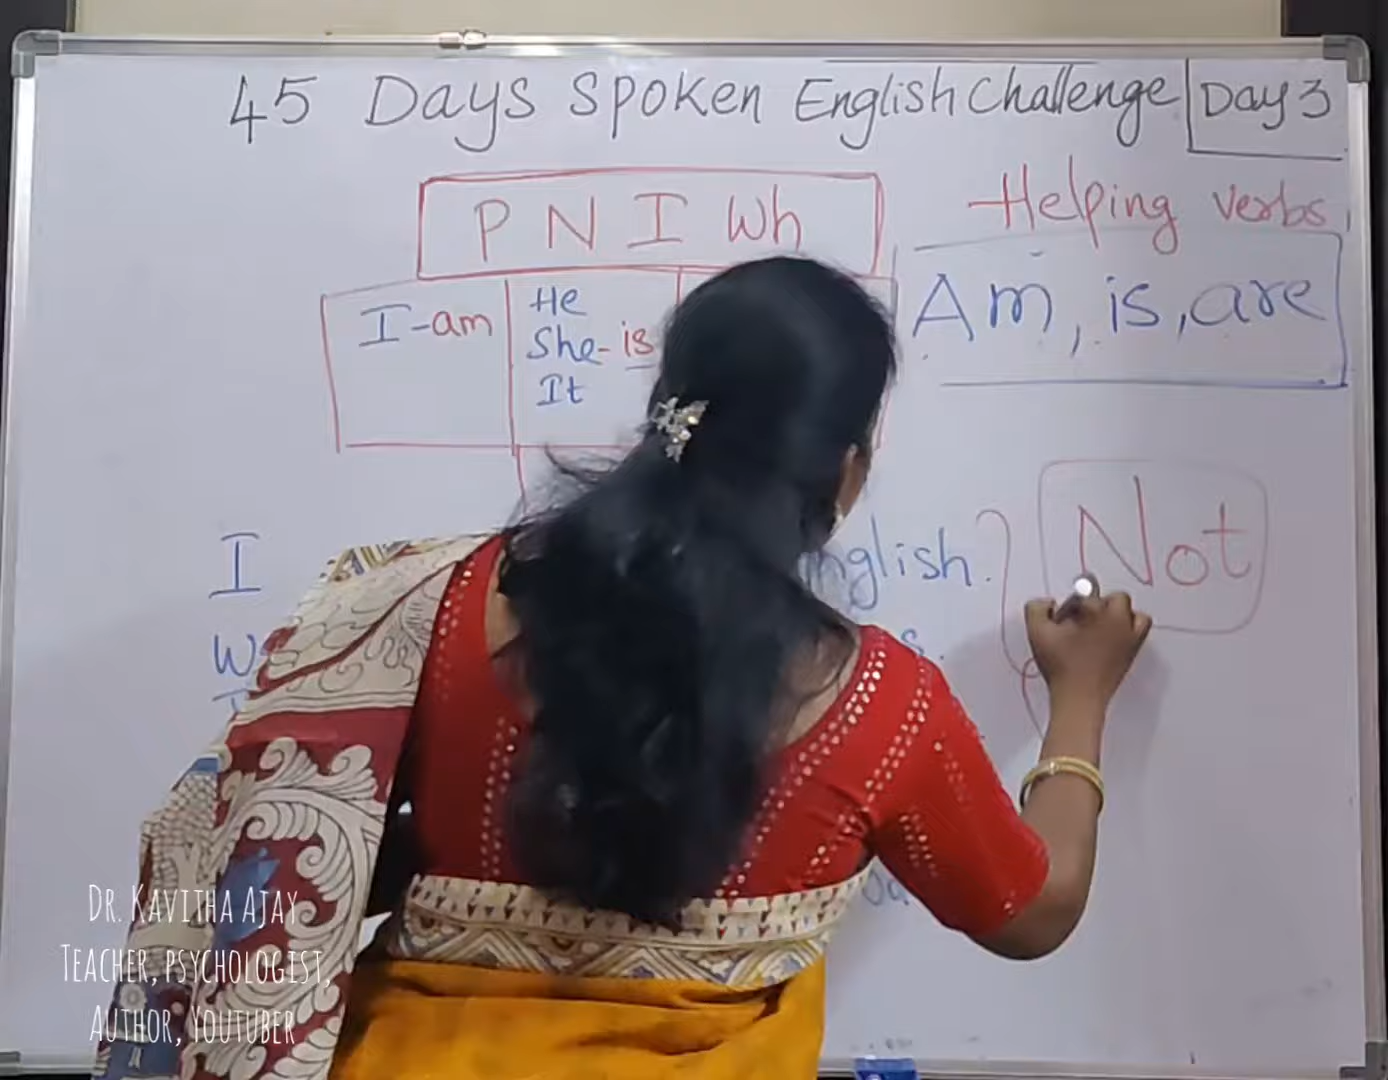 45 Days Spoken English Challenge Day 3
P N I Wh
Helping verbs
I-am
He
She- is
It
Am, is, are
Not
I
Dr. Kavitha Ajay
Teacher, psychologist,
Author, Youtuber